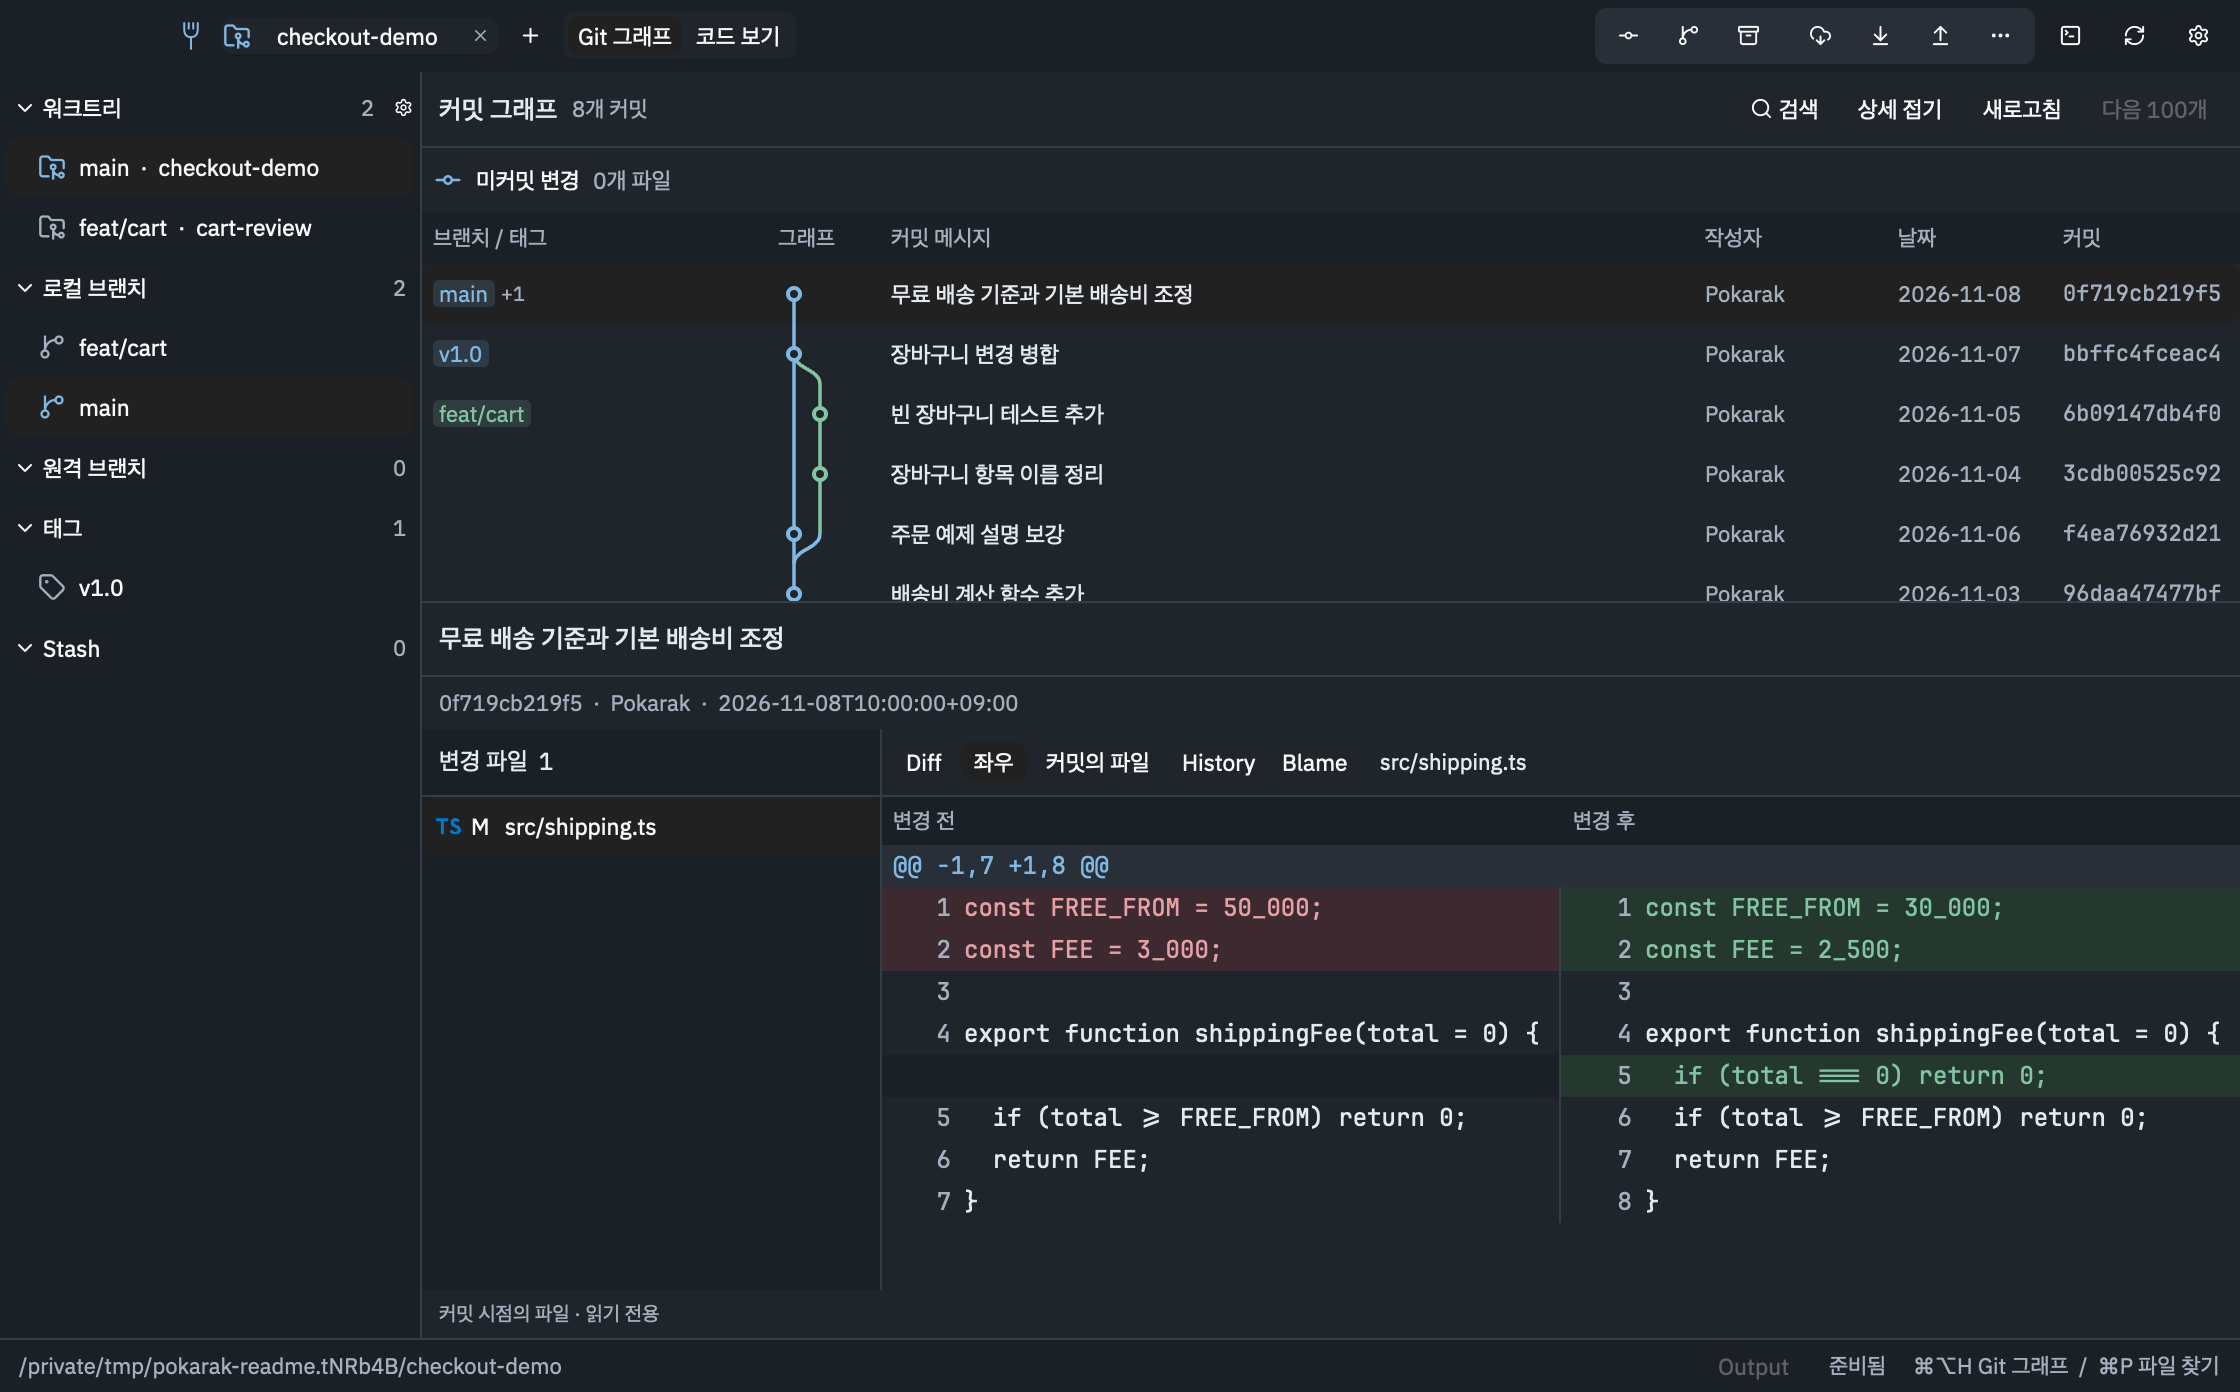 checkout-demo × + Git 그래프 코드 보기
워크트리 2
main · checkout-demo
feat/cart · cart-review
로컬 브랜치 2
feat/cart
main
원격 브랜치 0
태그 1
v1.0
Stash 0
커밋 그래프 8개 커밋 검색 상세 접기 새로고침 다음 100개
미커밋 변경 0개 파일
브랜치 / 태그 그래프 커밋 메시지 작성자 날짜 커밋
main +1 무료 배송 기준과 기본 배송비 조정 Pokarak 2026-11-08 0f719cb219f5
v1.0 장바구니 변경 병합 Pokarak 2026-11-07 bbffc4fceac4
feat/cart 빈 장바구니 테스트 추가 Pokarak 2026-11-05 6b09147db4f0
장바구니 항목 이름 정리 Pokarak 2026-11-04 3cdb00525c92
주문 예제 설명 보강 Pokarak 2026-11-06 f4ea76932d21
배송비 계산 함수 추가 Pokarak 2026-11-03 96daa47477bf
무료 배송 기준과 기본 배송비 조정
0f719cb219f5 · Pokarak · 2026-11-08T10:00:00+09:00
변경 파일 1
TS M src/shipping.ts
Diff 좌우 커밋의 파일 History Blame src/shipping.ts
변경 전 변경 후
@@ -1,7 +1,8 @@
1 const FREE_FROM = 50_000; 1 const FREE_FROM = 30_000;
2 const FEE = 3_000; 2 const FEE = 2_500;
3 3
4 export function shippingFee(total = 0) { 4 export function shippingFee(total = 0) {
5 if (total === 0) return 0;
5 if (total >= FREE_FROM) return 0; 6 if (total >= FREE_FROM) return 0;
6 return FEE; 7 return FEE;
7 } 8 }
커밋 시점의 파일 · 읽기 전용
/private/tmp/pokarak-readme.tNRb4B/checkout-demo Output 준비됨 ⌘⌥H Git 그래프 / ⌘P 파일 찾기